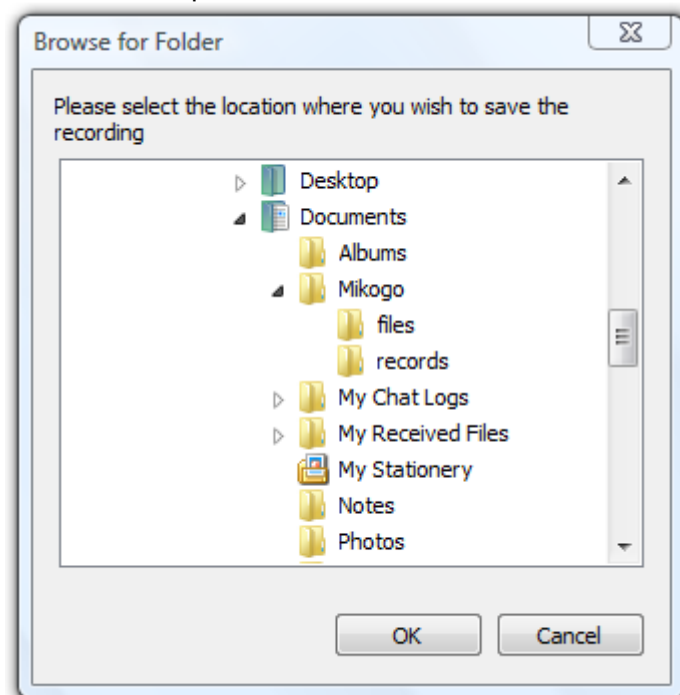 Browse for Folder
Please select the location where you wish to save the
recording
Desktop
Documents
Albums
Mikogo
files
records
My Chat Logs
My Received Files
My Stationery
Notes
Photos
OK Cancel